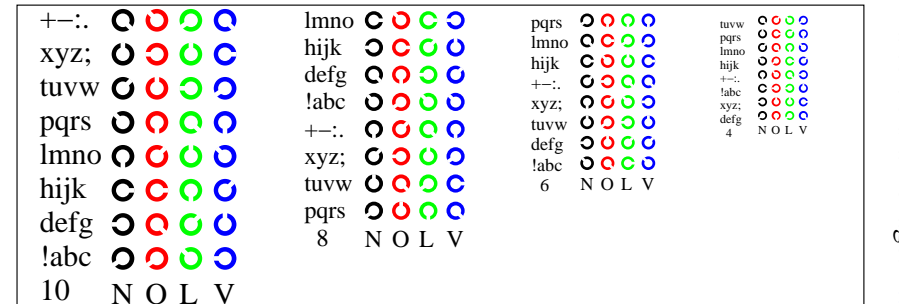 +−:.
xyz;
tuvw
pqrs
lmno
hijk
defg
!abc
10 N O L V
lmno
hijk
defg
!abc
+−:.
xyz;
tuvw
pqrs
8 N O L V
pqrs
lmno
hijk
+−:.
xyz;
tuvw
defg
!abc
6 N O L V
tuvw
pqrs
lmno
hijk
+−:.
!abc
xyz;
defg
4 N O L V